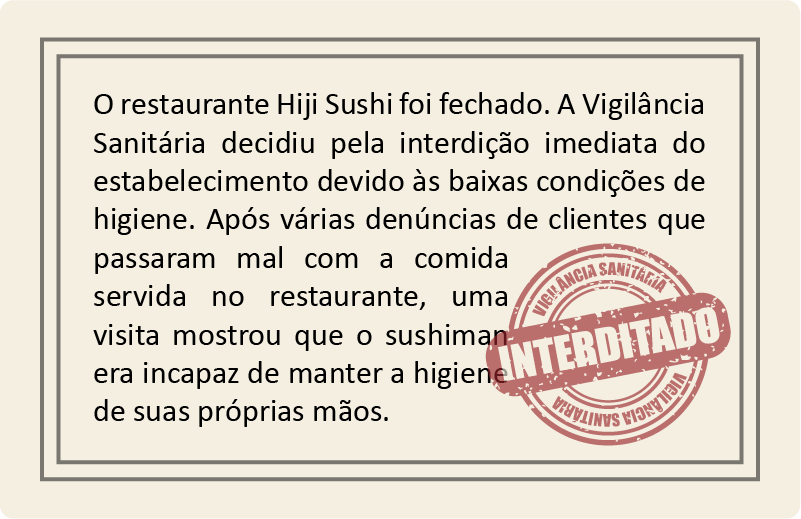 O restaurante Hiji Sushi foi fechado. A Vigilância
Sanitária decidiu pela interdição imediata do
estabelecimento devido às baixas condições de
higiene. Após várias denúncias de clientes que
passaram mal com a comida
servida no restaurante, uma
visita mostrou que o sushiman
era incapaz de manter a higiene
de suas próprias mãos.
VIGILÂNCIA SANITÁRIA
INTERDITADO
VIGILÂNCIA SANITÁRIA